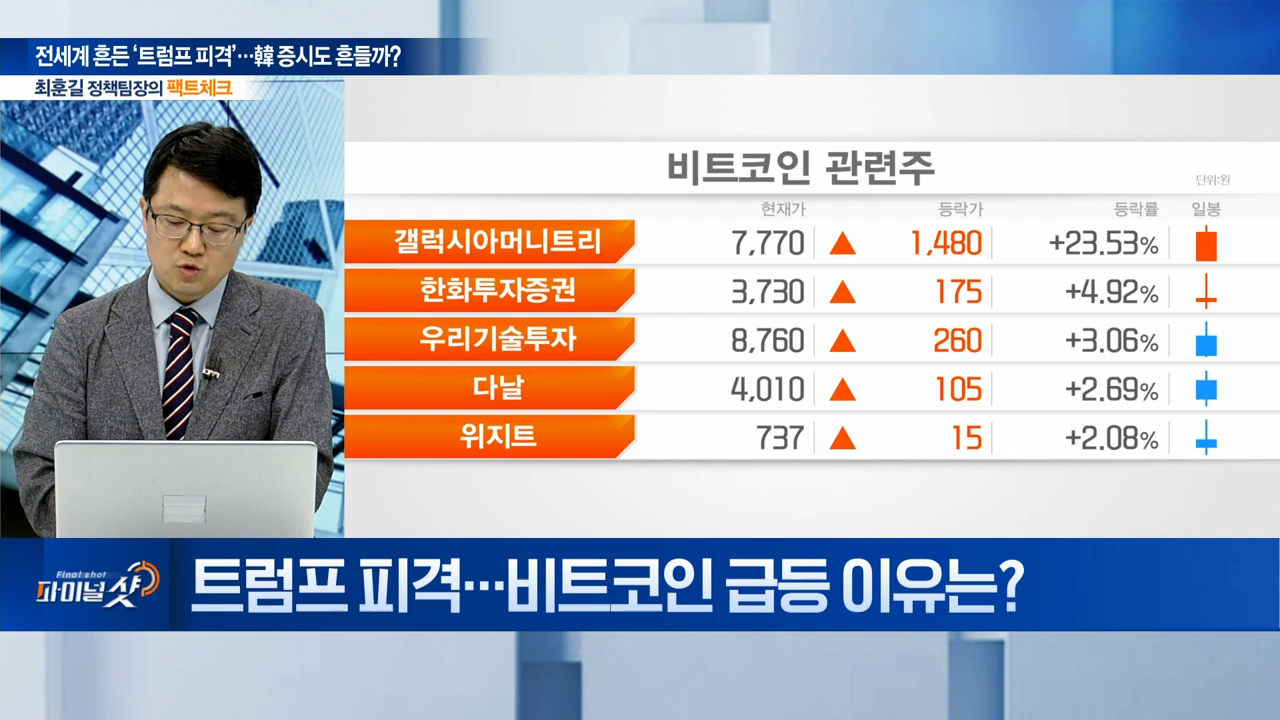 전세계 흔든 ‘트럼프 피격’…韓 증시도 흔들까?
최훈길 정책팀장의 팩트체크
비트코인 관련주
단위:원
현재가 등락가 등락률 일봉
갤럭시아머니트리 7,770 ▲ 1,480 +23.53%
한화투자증권 3,730 ▲ 175 +4.92%
우리기술투자 8,760 ▲ 260 +3.06%
다날 4,010 ▲ 105 +2.69%
위지트 737 ▲ 15 +2.08%
Final shot
파이널샷
트럼프 피격…비트코인 급등 이유는?